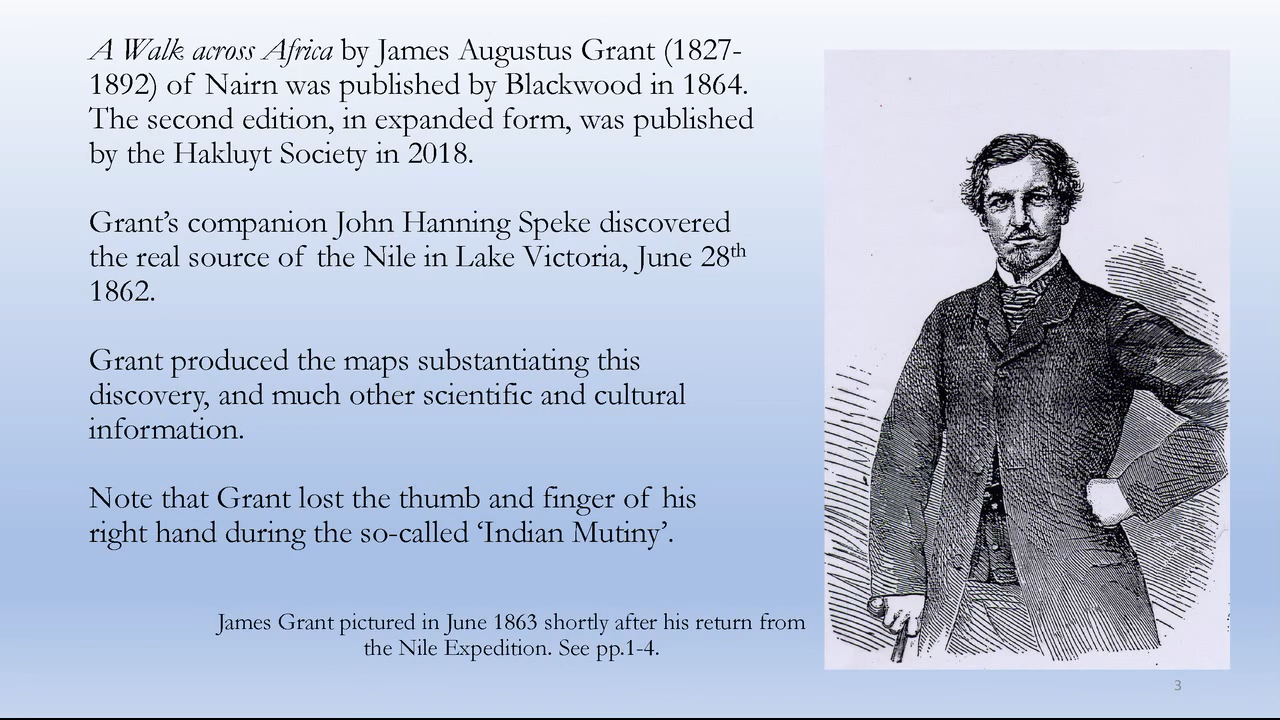 A Walk across Africa by James Augustus Grant (1827-
1892) of Nairn was published by Blackwood in 1864.
The second edition, in expanded form, was published
by the Hakluyt Society in 2018.
Grant’s companion John Hanning Speke discovered
the real source of the Nile in Lake Victoria, June 28th
1862.
Grant produced the maps substantiating this
discovery, and much other scientific and cultural
information.
Note that Grant lost the thumb and finger of his
right hand during the so-called ‘Indian Mutiny’.
James Grant pictured in June 1863 shortly after his return from
the Nile Expedition. See pp.1-4.
3